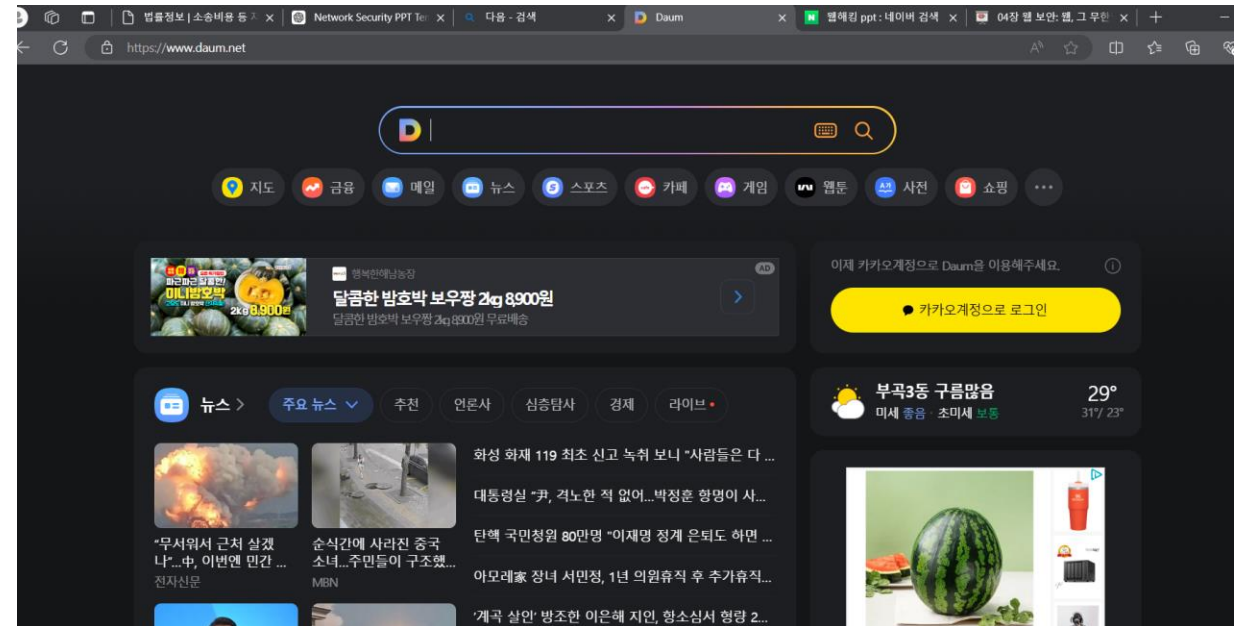 법률정보 | 소송비용 등 지
Network Security PPT Ter
다음 - 검색
Daum
웹해킹 ppt : 네이버 검색
04장 웹 보안: 웹, 그 무한
https://www.daum.net
지도
금융
메일
뉴스
스포츠
카페
게임
웹툰
사전
쇼핑
미니밤호박
2kg 8,900원
행복한해남농장
AD
달콤한 밤호박 보우짱 2kg 8,900원
달콤한 밤호박 보우짱 2kg 8,900원 무료배송
이제 카카오계정으로 Daum을 이용해주세요.
카카오계정으로 로그인
뉴스 >
주요 뉴스
추천
언론사
심층탐사
경제
라이브
부곡3동 구름많음
29°
미세 좋음 · 초미세 보통
31°/ 23°
"무서워서 근처 살겠
나"...中, 이번엔 민간 ...
전자신문
순식간에 사라진 중국
소녀...주민들이 구조했...
MBN
화성 화재 119 최초 신고 녹취 보니 "사람들은 다 ...
대통령실 "尹, 격노한 적 없어...박정훈 항명이 사...
탄핵 국민청원 80만명 "이재명 정계 은퇴도 하면 ...
아모레家 장녀 서민정, 1년 의원휴직 후 추가휴직...
'계곡 살인' 방조한 이은해 지인, 항소심서 형량 2...